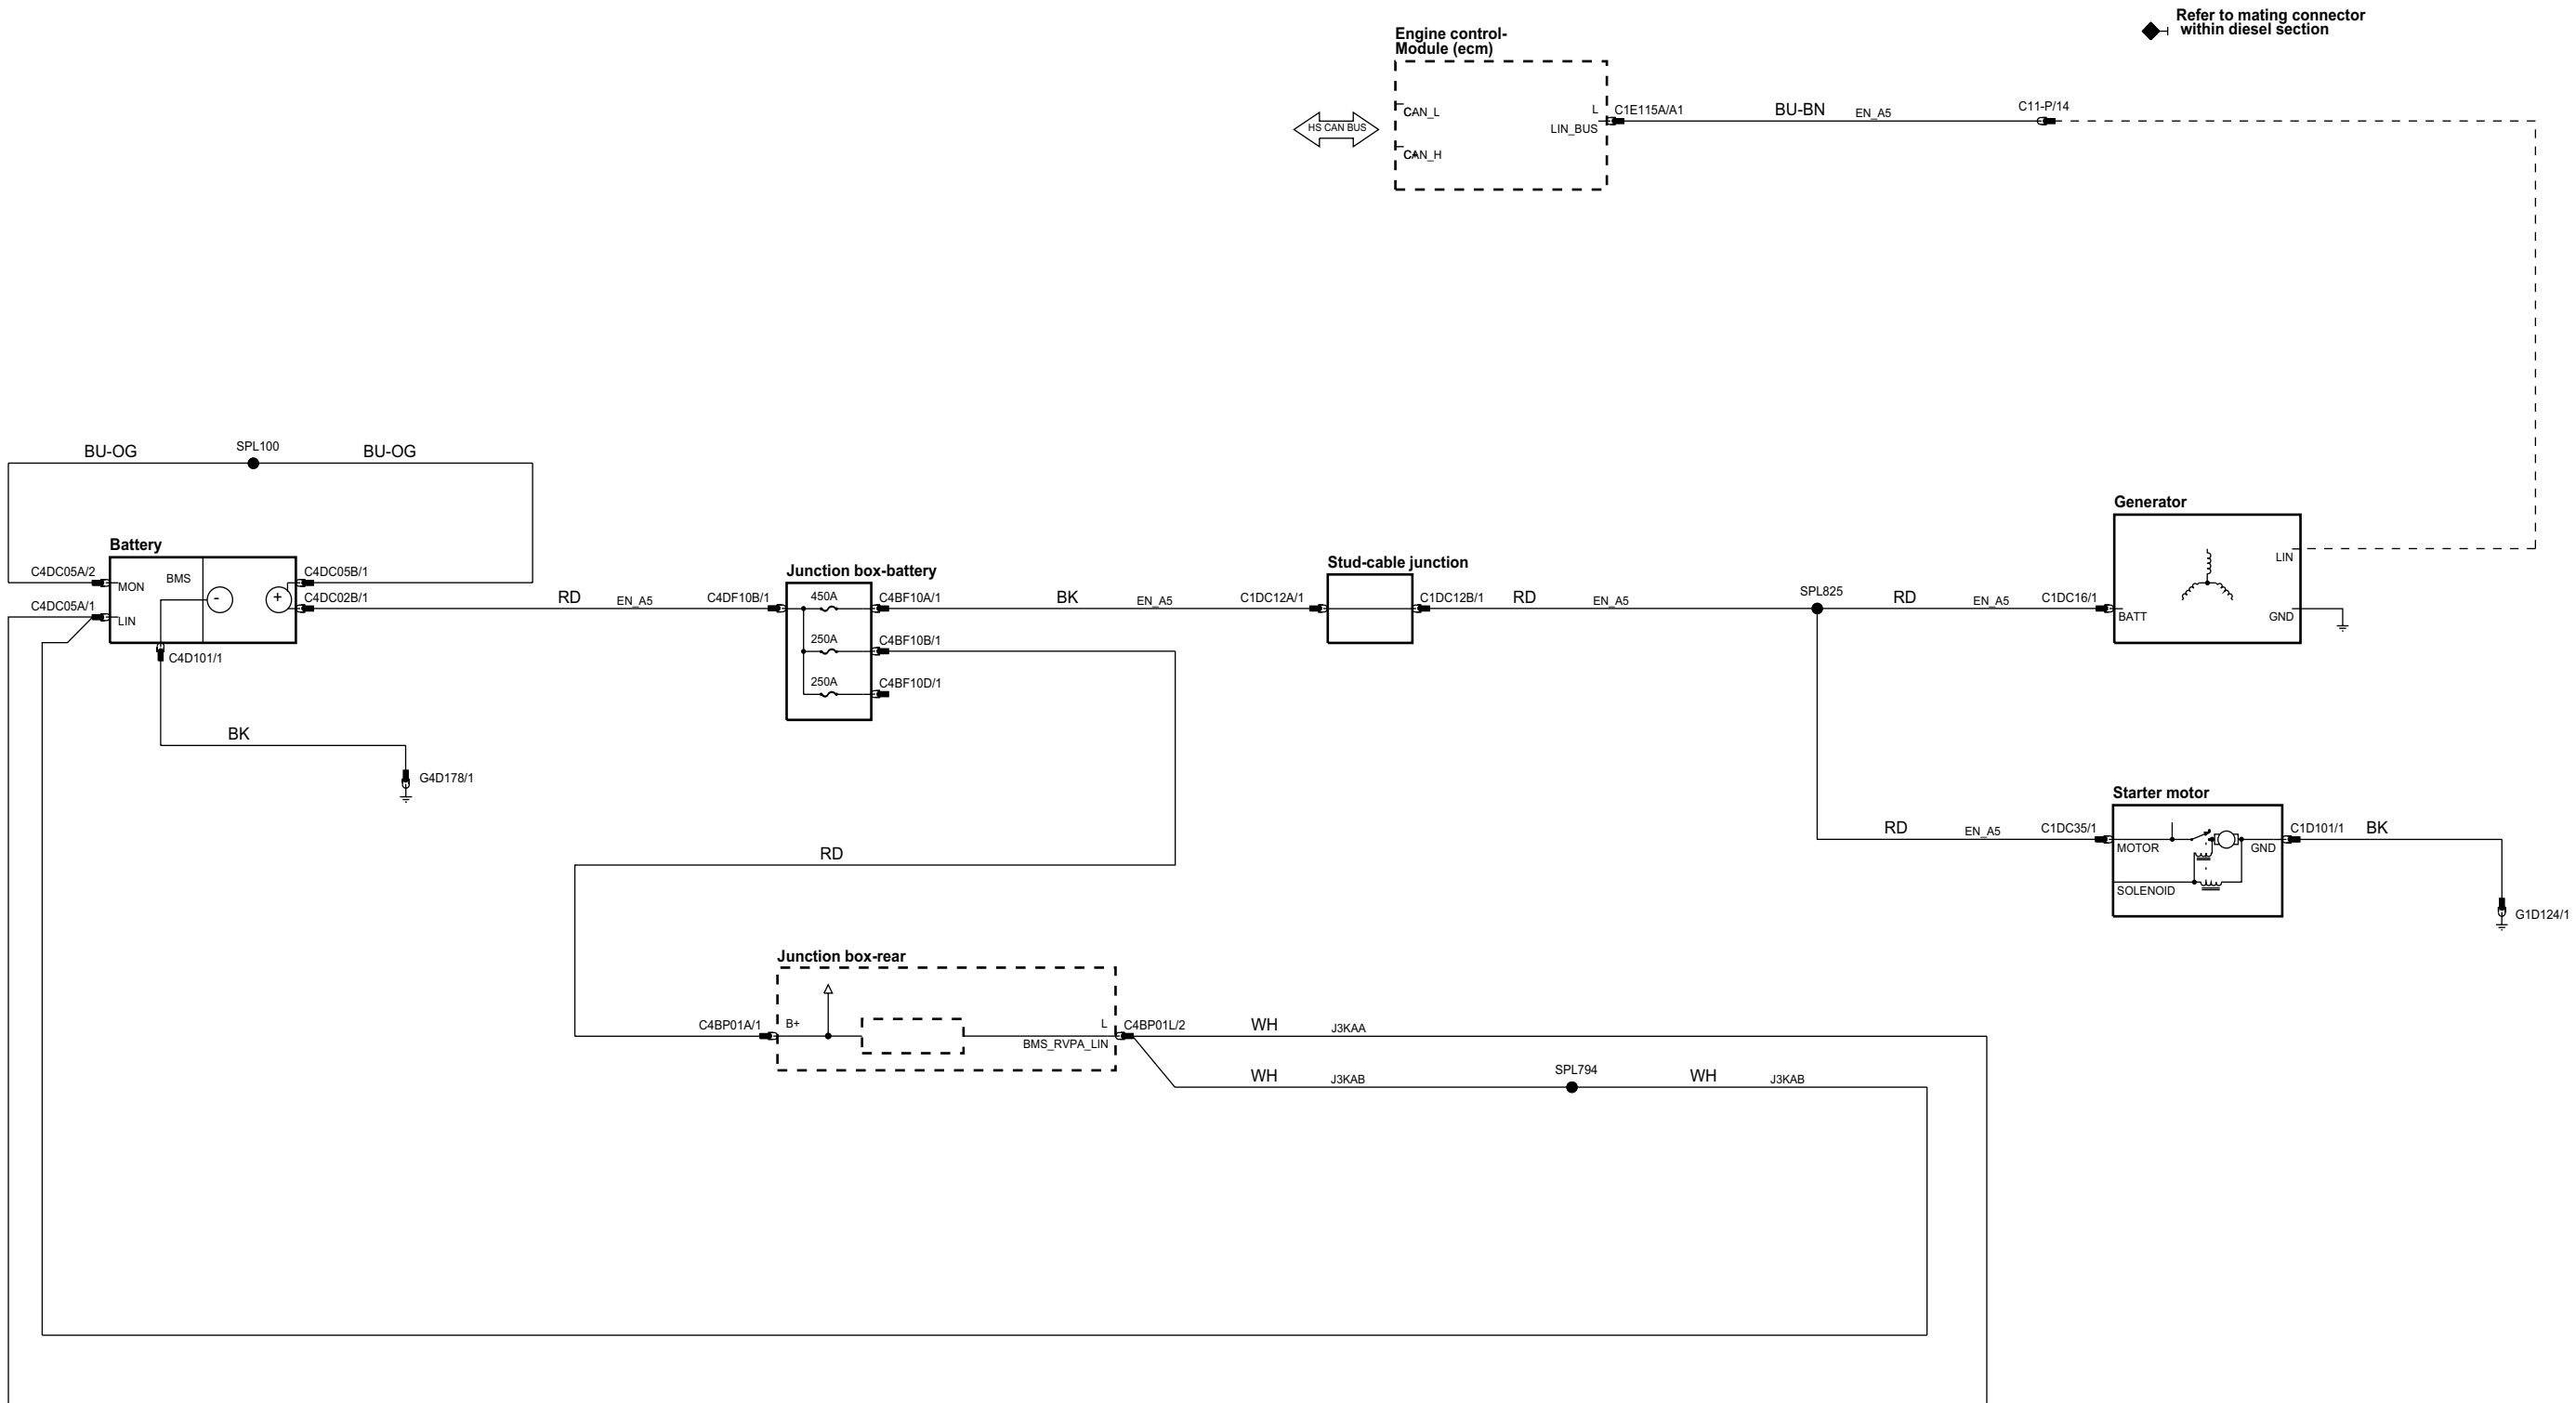 Refer to mating connector
within diesel section
Engine control-
Module (ecm)
HS CAN BUS
CAN_L
CAN_H
L
LIN_BUS
C1E115A/A1
BU-BN
EN_A5
C11-P/14
BU-OG
SPL100
BU-OG
Battery
C4DC05A/2
MON
BMS
-
+
C4DC05B/1
C4DC05A/1
LIN
C4DC02B/1
RD
EN_A5
C4D101/1
BK
G4D178/1
Junction box-battery
C4DF10B/1
450A
C4BF10A/1
250A
C4BF10B/1
250A
C4BF10D/1
BK
EN_A5
Stud-cable junction
C1DC12A/1
C1DC12B/1
RD
EN_A5
SPL825
RD
EN_A5
C1DC16/1
Generator
LIN
BATT
GND
RD
EN_A5
C1DC35/1
Starter motor
MOTOR
GND
SOLENOID
C1D101/1
BK
G1D124/1
RD
Junction box-rear
C4BP01A/1
B+
L
BMS_RVPA_LIN
C4BP01L/2
WH
J3KAA
WH
J3KAB
SPL794
WH
J3KAB